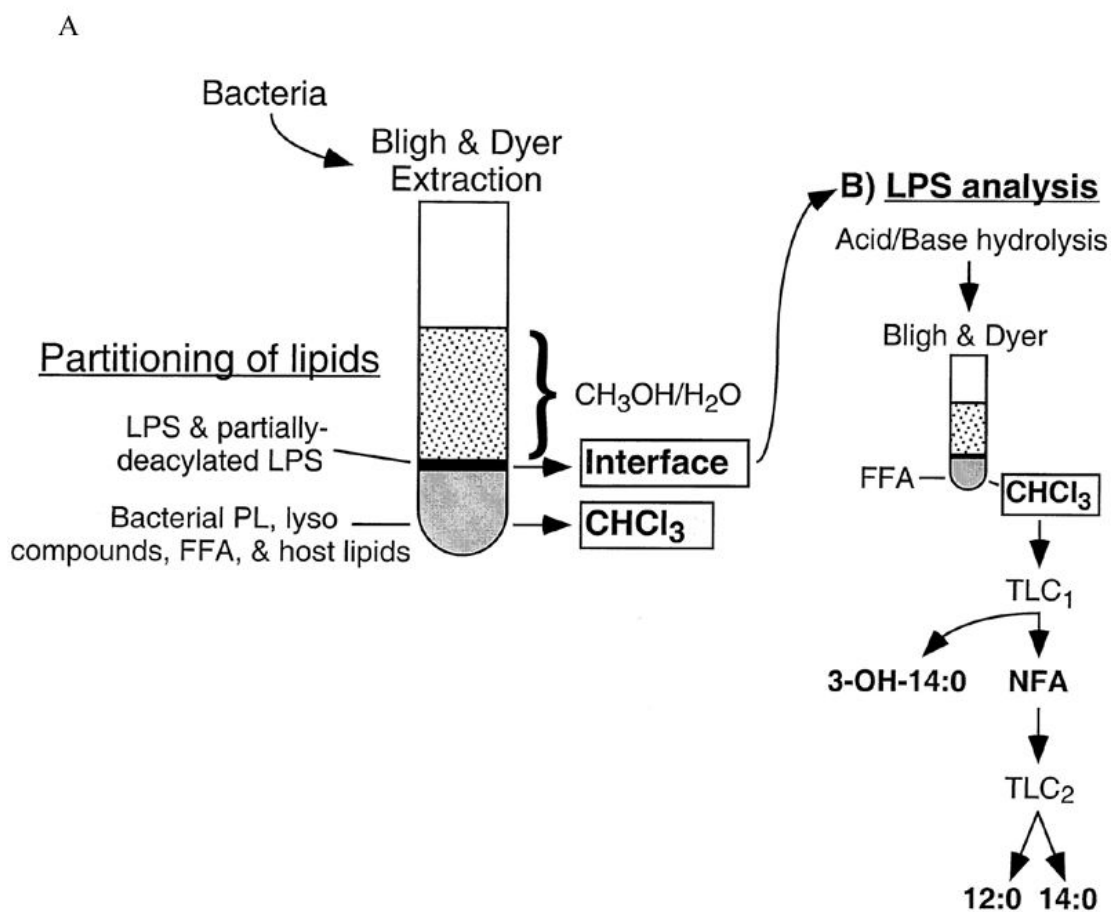 A
Bacteria
Bligh & Dyer
Extraction
Partitioning of lipids
CH₃OH/H₂O
LPS & partially-
deacylated LPS
Interface
Bacterial PL, lyso
compounds, FFA, & host lipids
CHCl₃
B) LPS analysis
Acid/Base hydrolysis
Bligh & Dyer
FFA
CHCl₃
TLC₁
3-OH-14:0 NFA
TLC₂
12:0 14:0